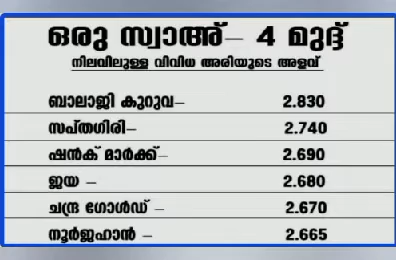 ഒരു സ്വാഅ്- 4 മുദ്ദ്
നിലവിലുള്ള വിവിധ അരിയുടെ അളവ്
ബാലാജി കുറുവ- 2.830
സപ്തഗിരി- 2.740
ഷൻക് മാർക്ക്- 2.690
ജയ - 2.680
ചന്ദ്ര ഗോൾഡ് - 2.670
നൂർജഹാൻ - 2.665